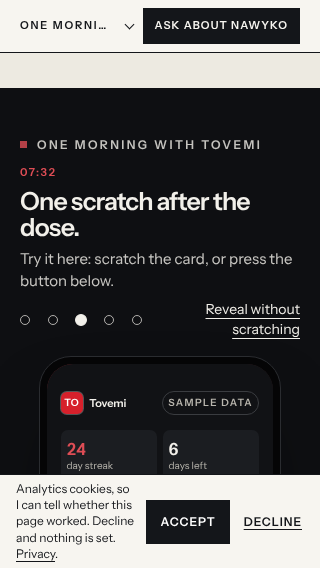 ONE MORNI...
ASK ABOUT NAWYKO
ONE MORNING WITH TOVEMI
07:32
One scratch after the
dose.
Try it here: scratch the card, or press the
button below.
Reveal without
scratching
TO Tovemi
SAMPLE DATA
24
day streak
6
days left
Analytics cookies, so
I can tell whether this
page worked. Decline
and nothing is set.
Privacy.
ACCEPT
DECLINE